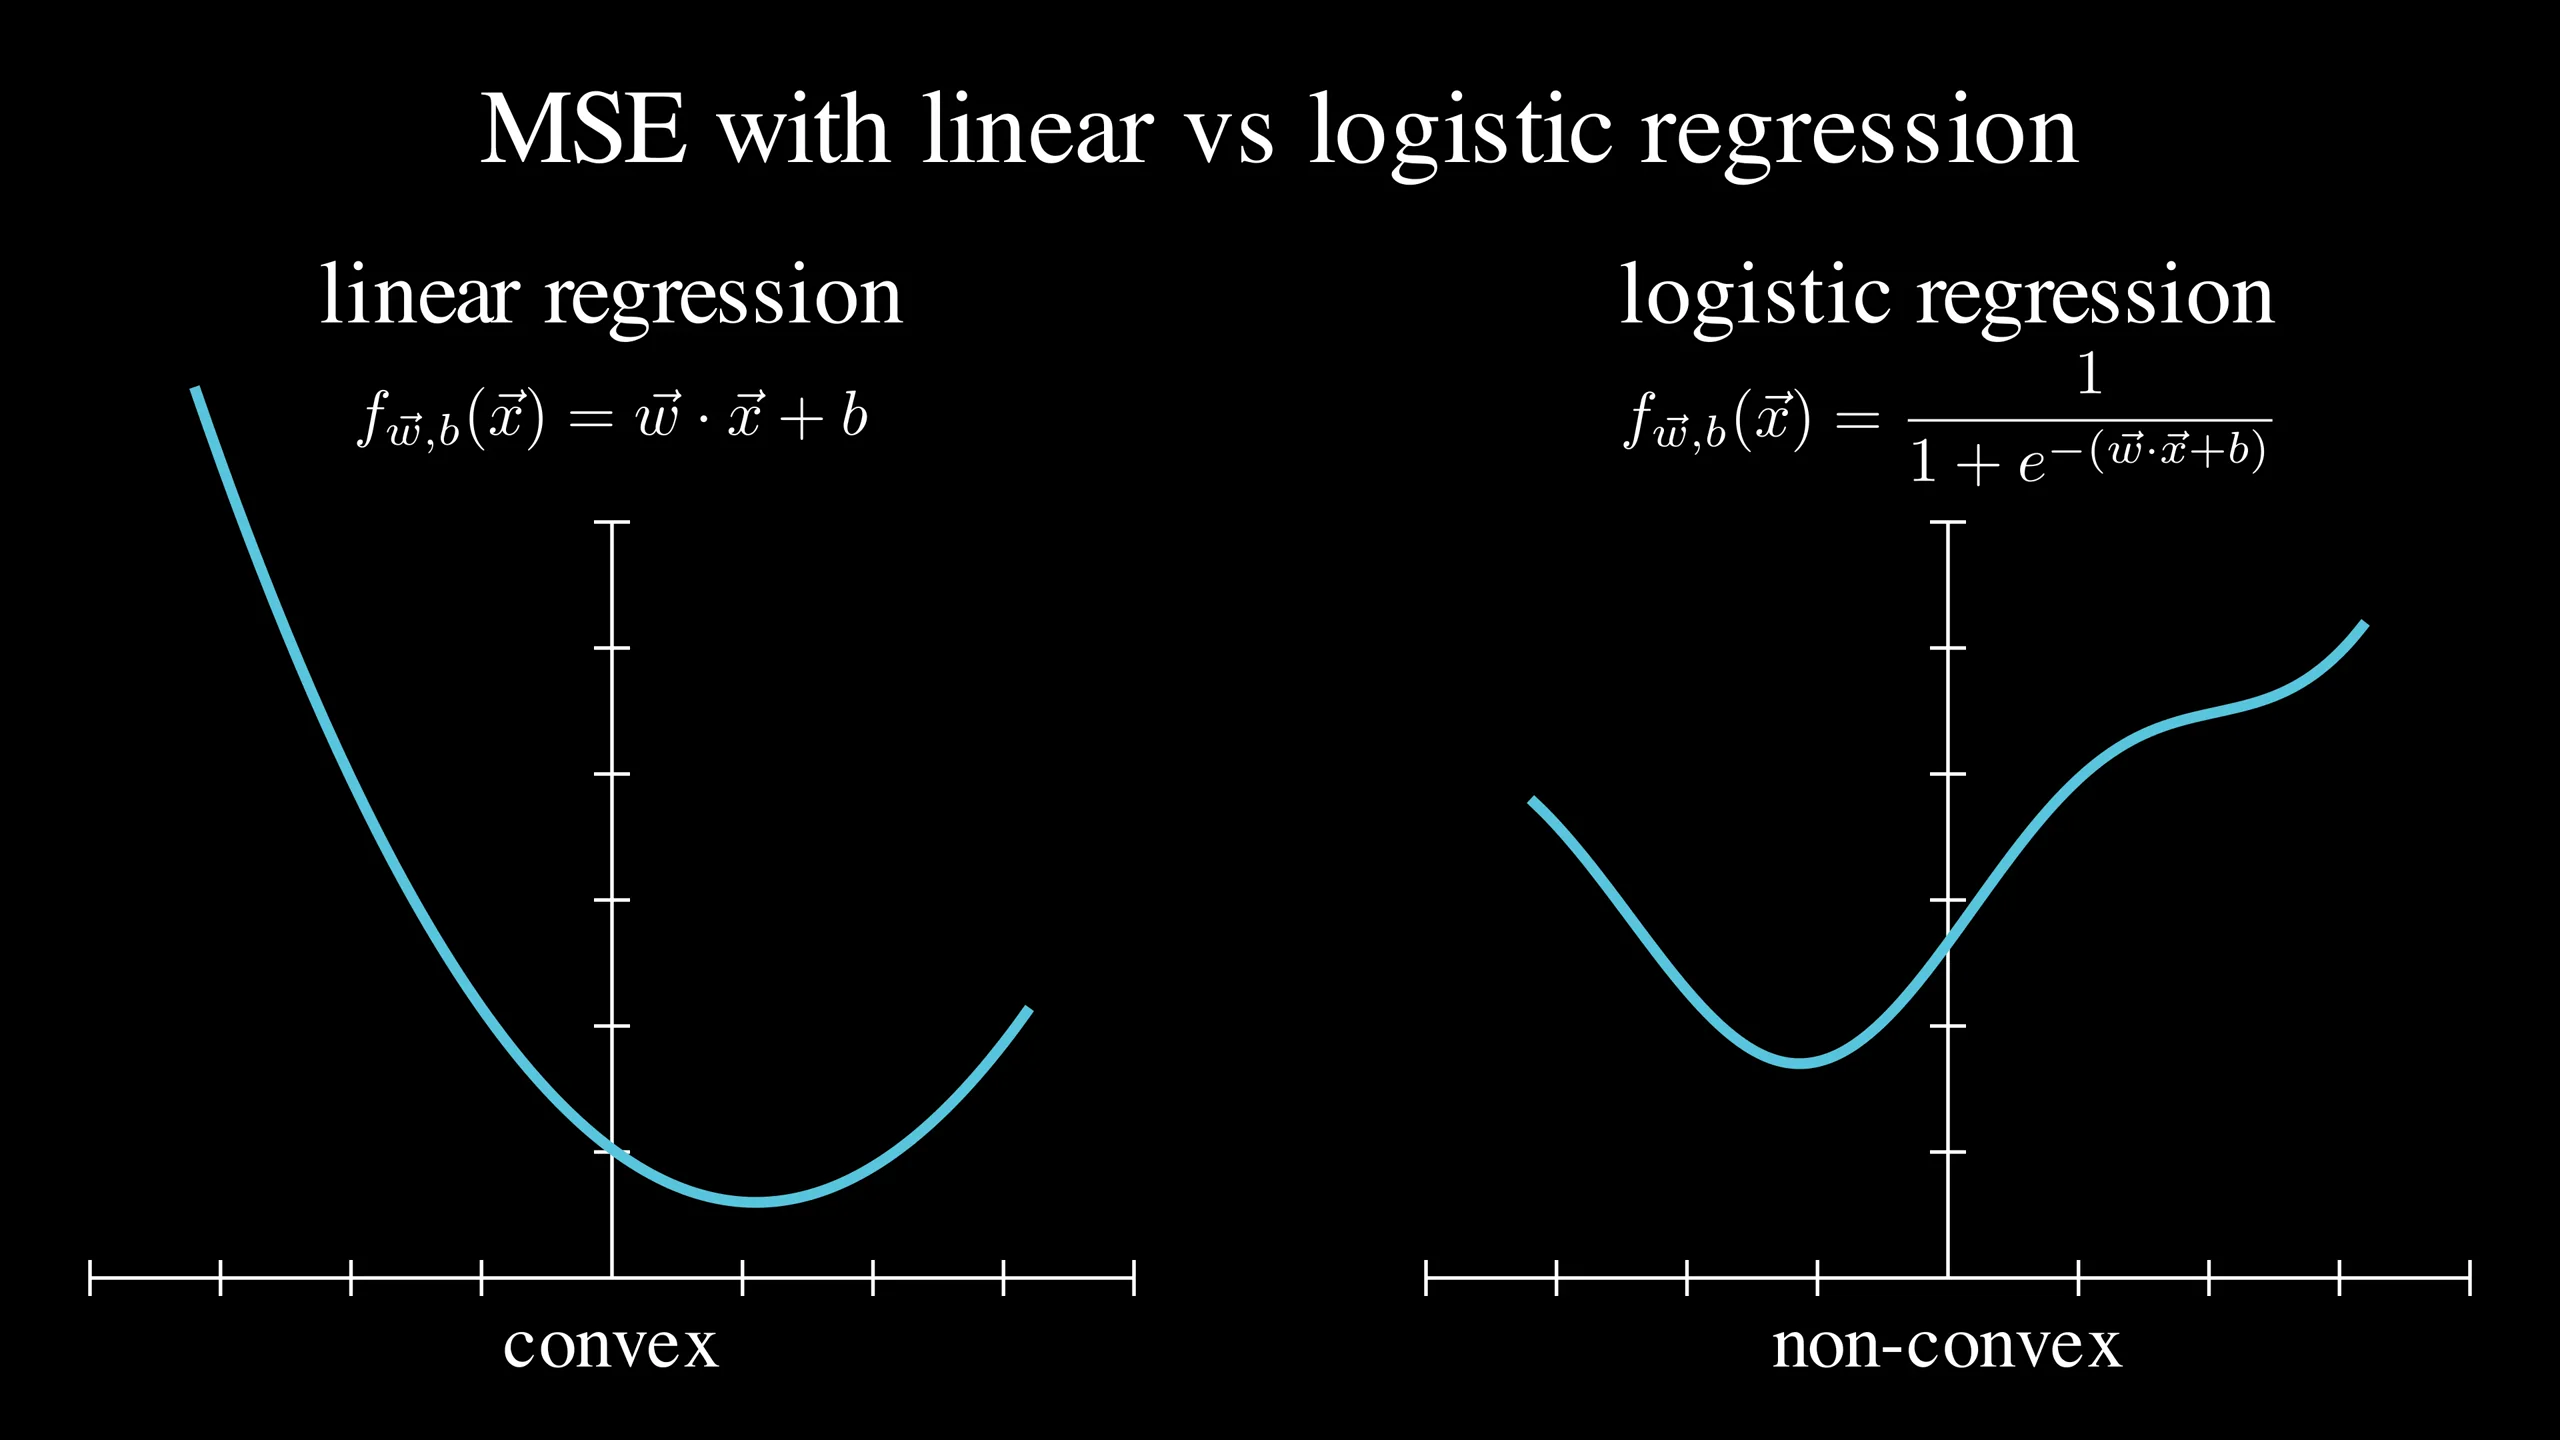 MSE with linear vs logistic regression
linear regression
$f_{\vec{w},b}(\vec{x}) = \vec{w} \cdot \vec{x} + b$
convex
logistic regression
$f_{\vec{w},b}(\vec{x}) = \frac{1}{1 + e^{-(\vec{w} \cdot \vec{x} + b)}}$
non-convex